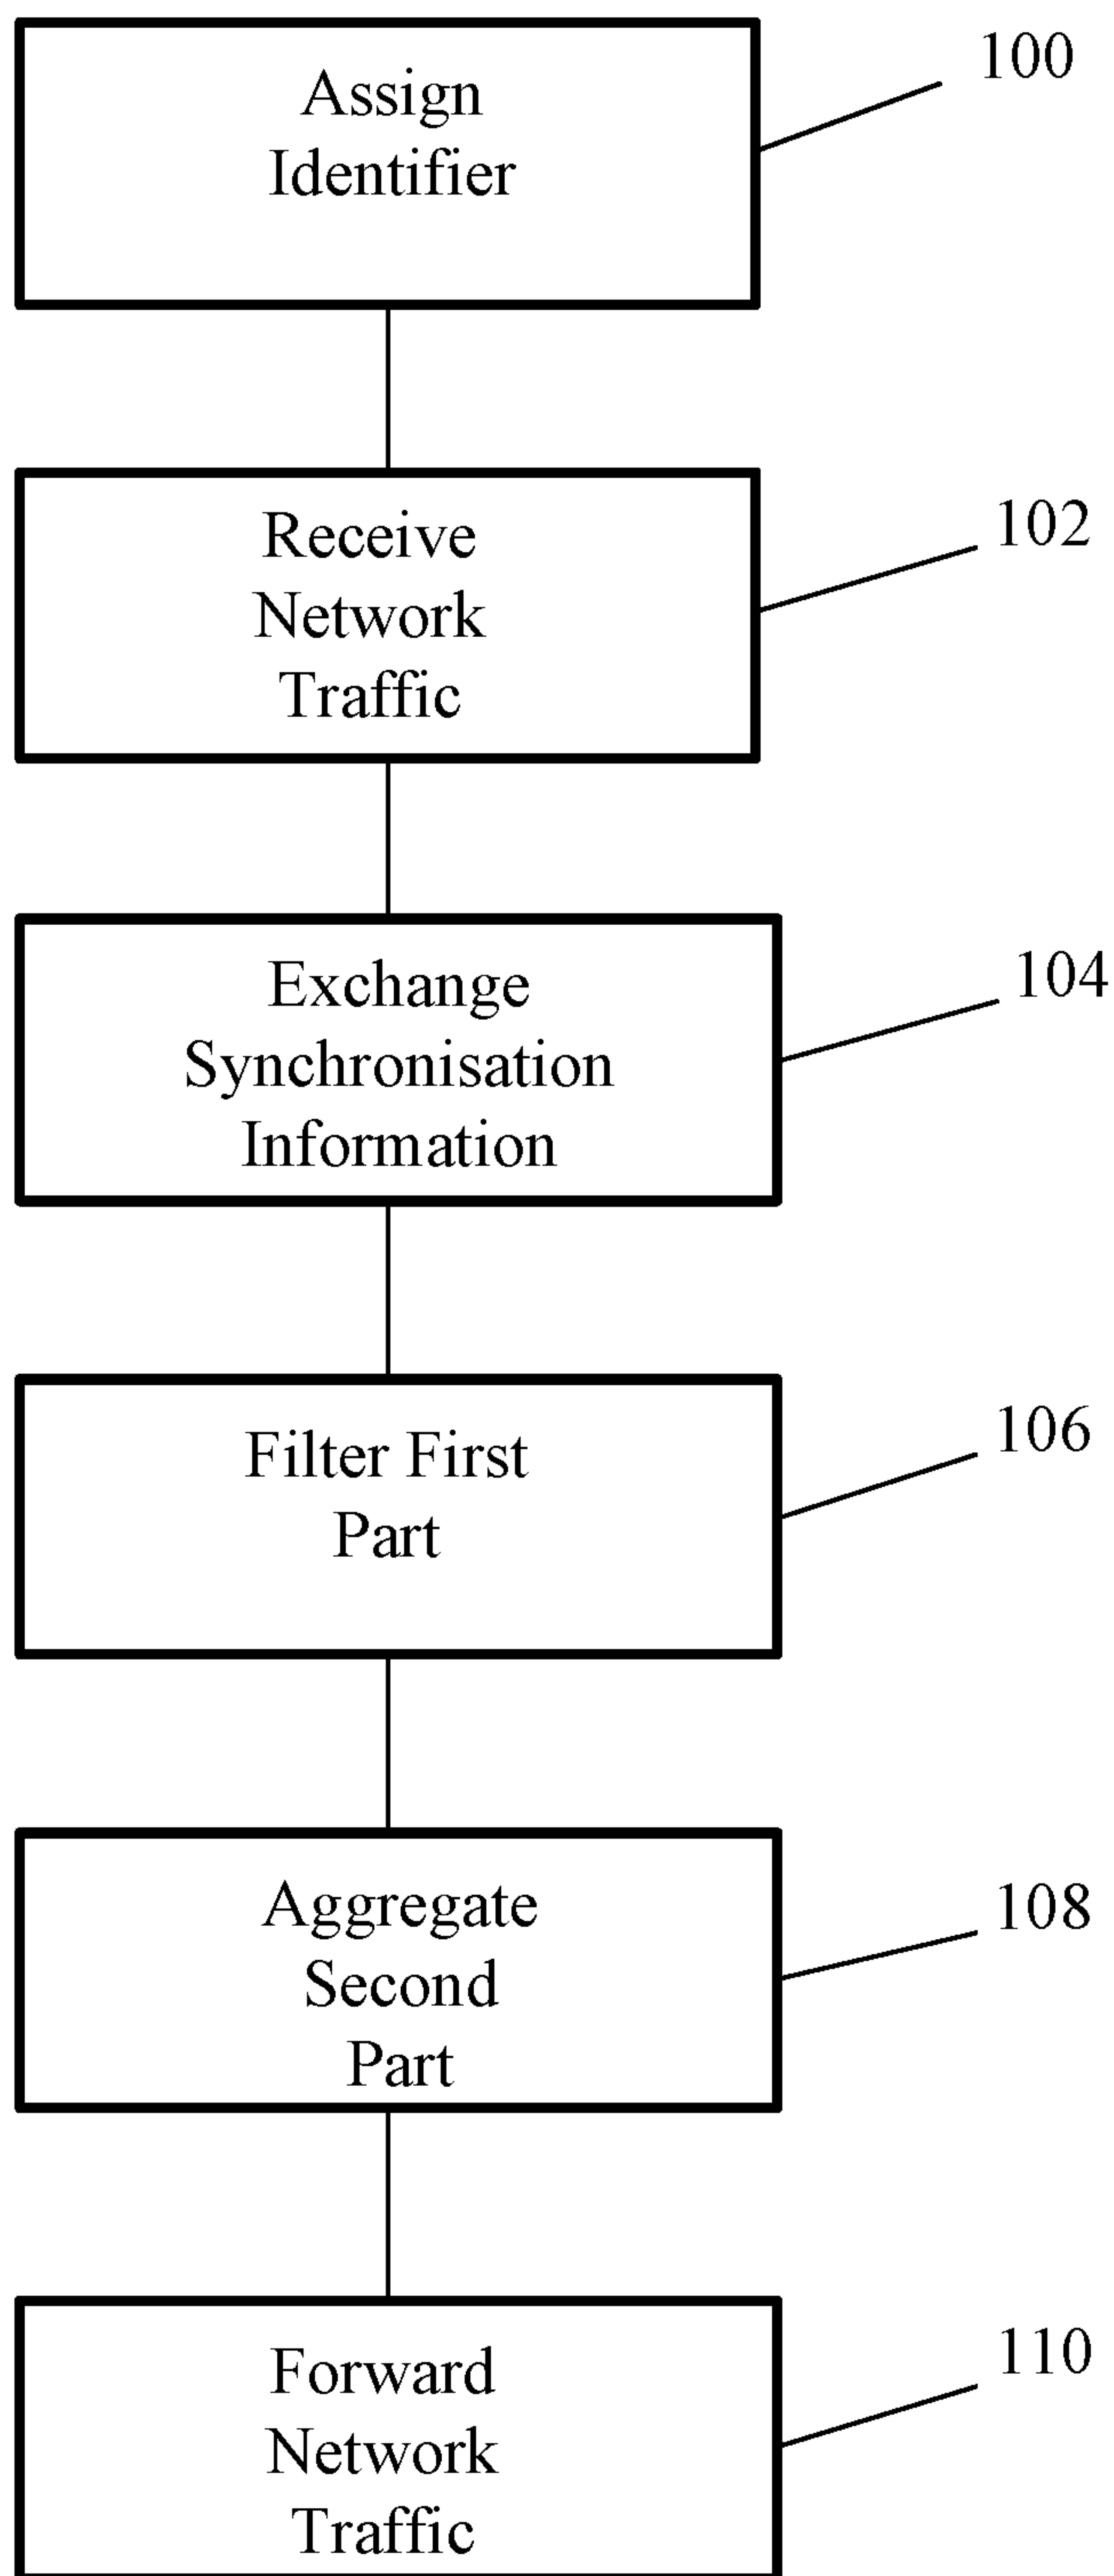 Assign
Identifier
100
Receive
Network
Traffic
102
Exchange
Synchronisation
Information
104
Filter First
Part
106
Aggregate
Second
Part
108
Forward
Network
Traffic
110